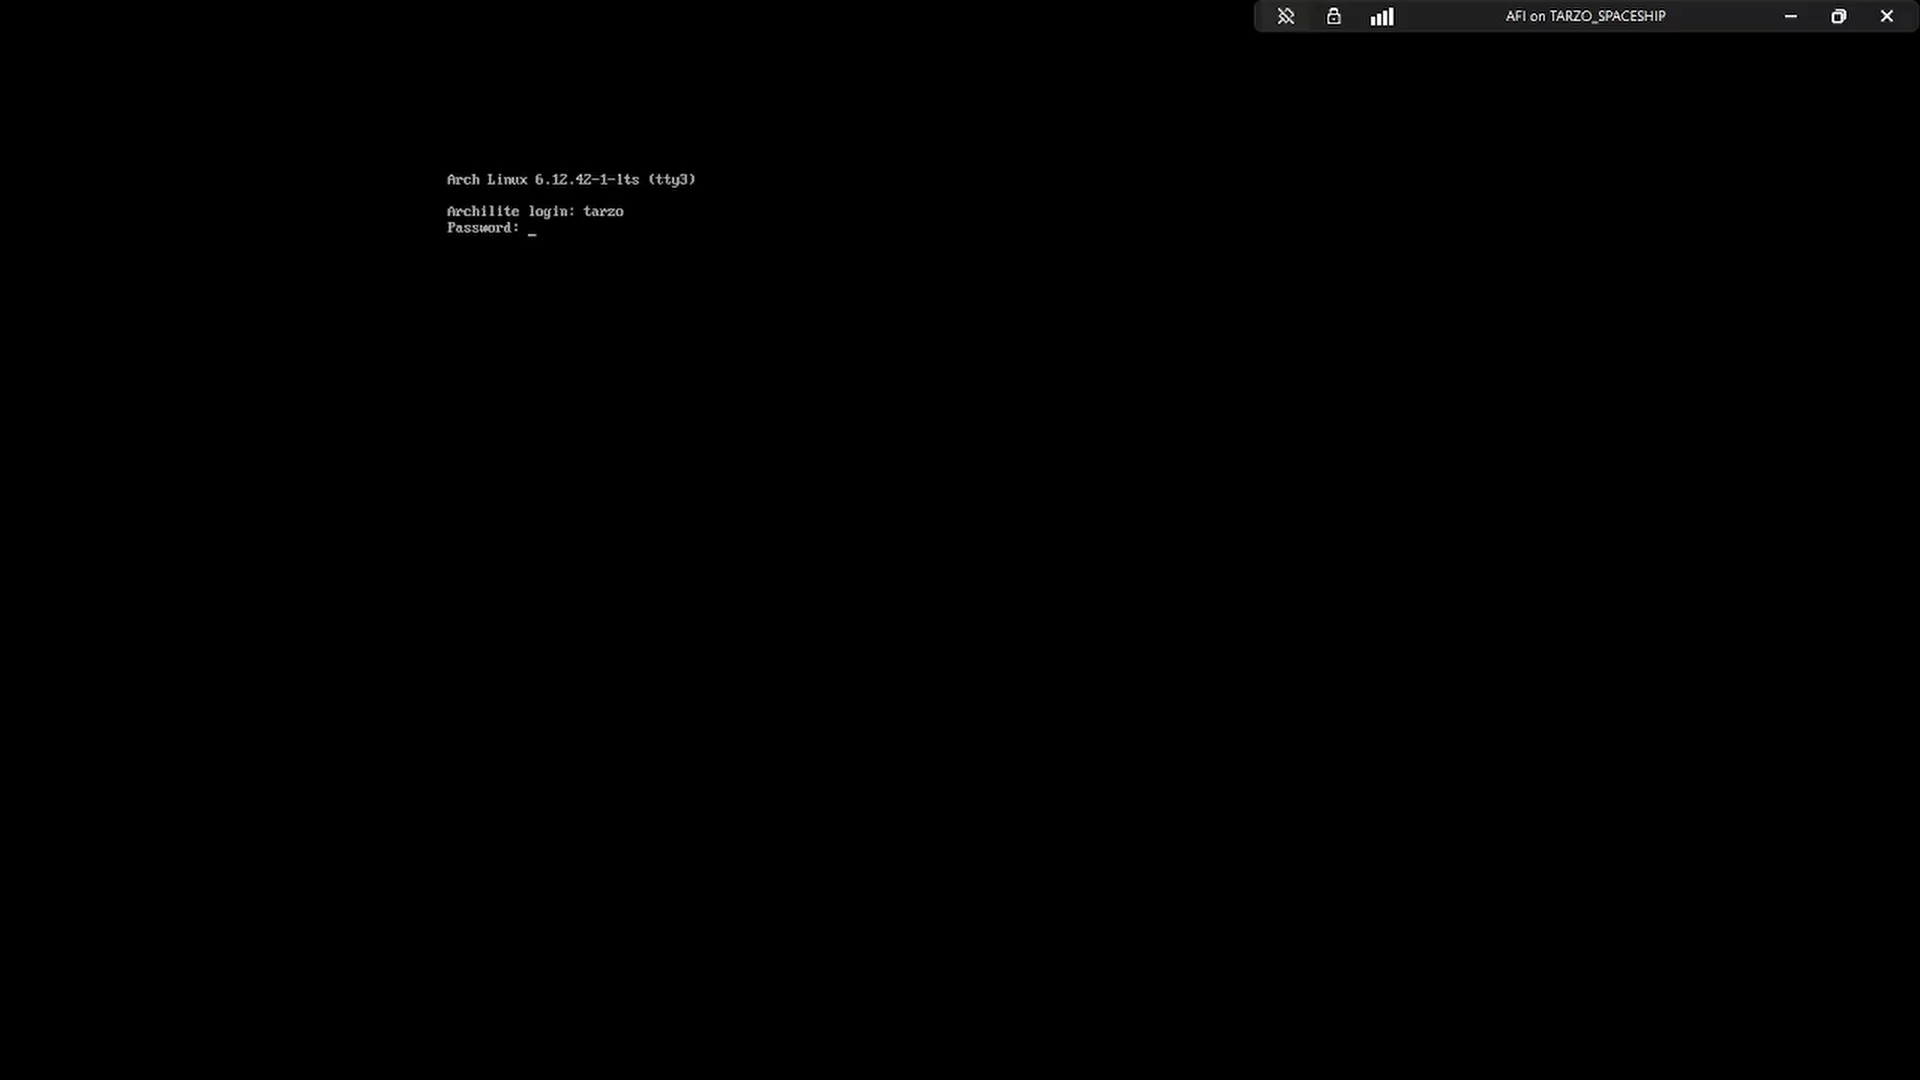 AFI on TARZO_SPACESHIP
Arch Linux 6.12.42-1-lts (tty3)
Archilite login: tarzo
Password: _